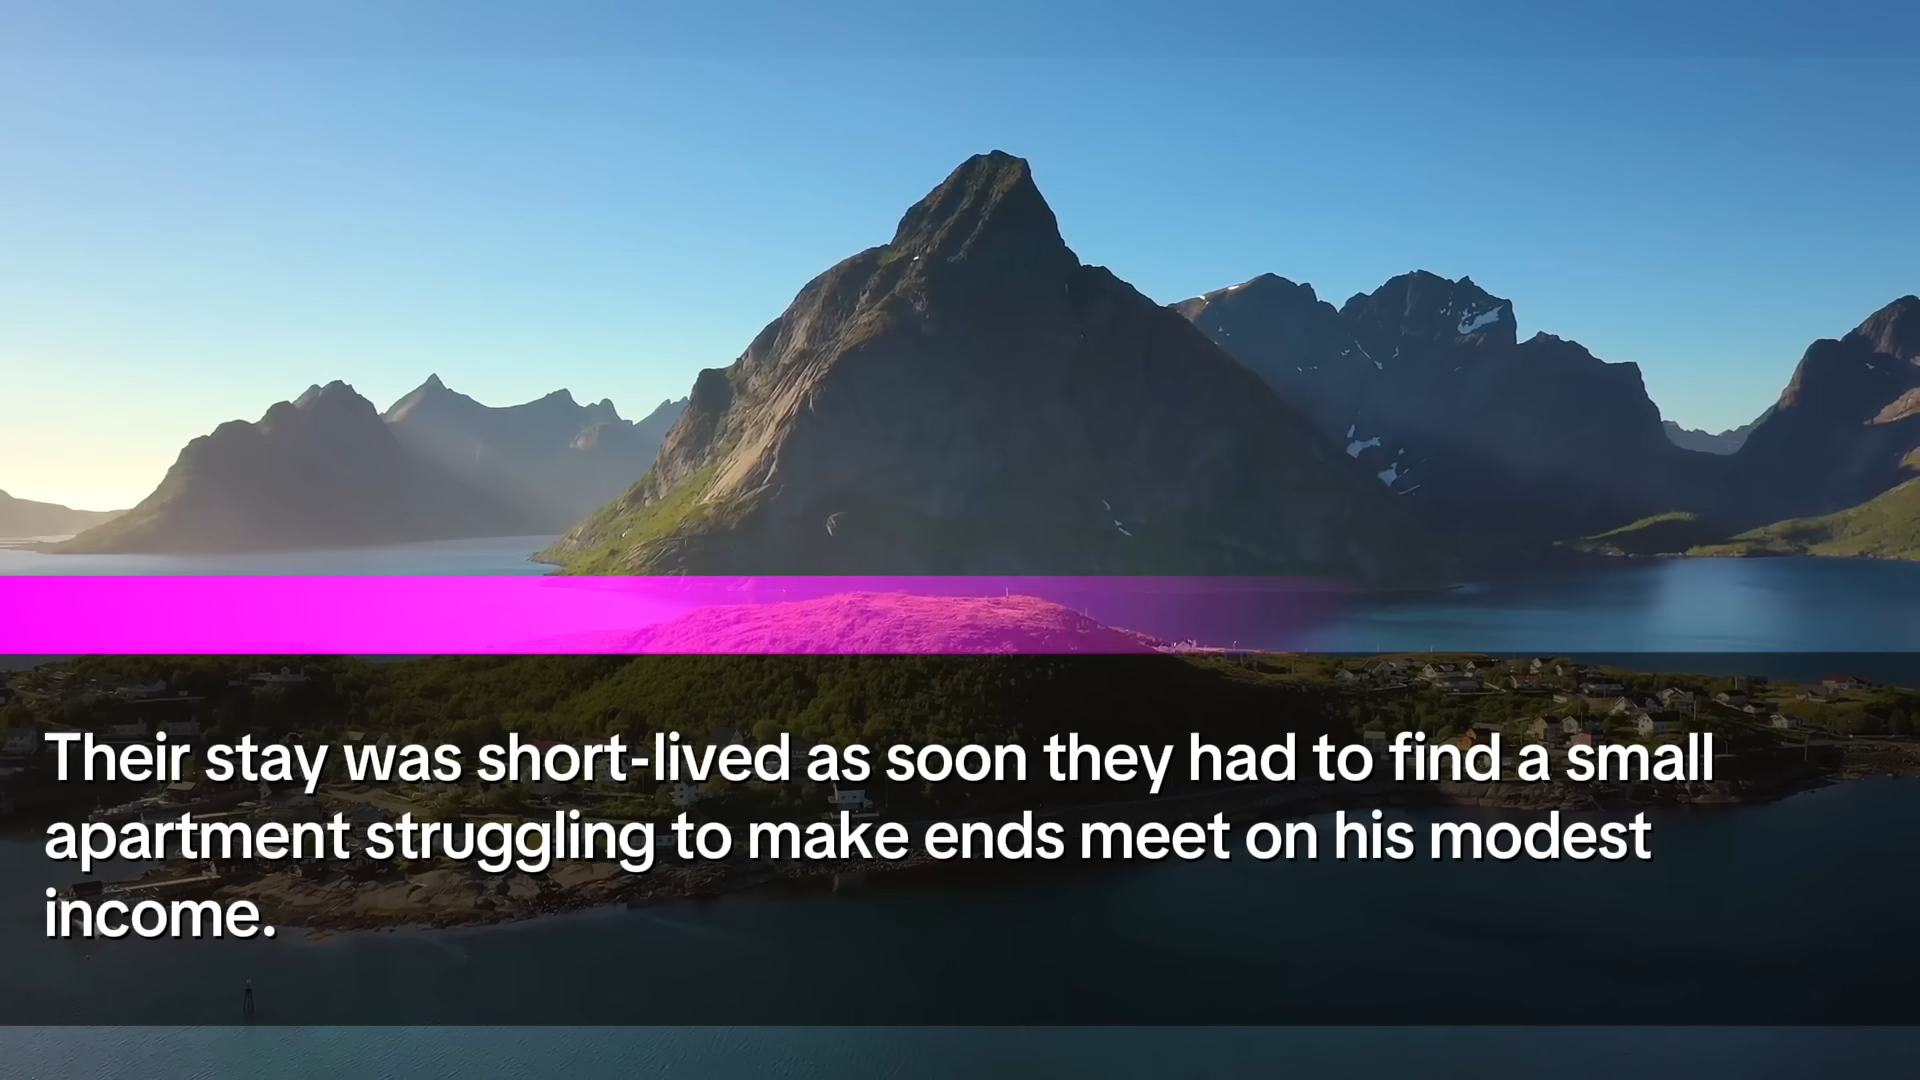 Their stay was short-lived as soon they had to find a small
apartment struggling to make ends meet on his modest
income.